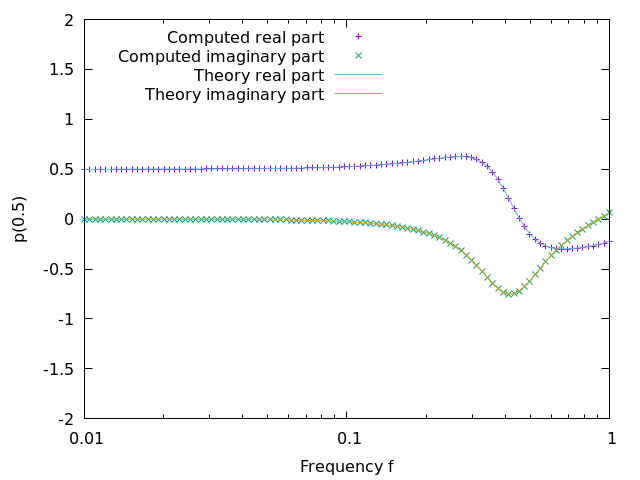 2
1.5
1
0.5
0
-0.5
-1
-1.5
-2
p(0.5)
Computed real part
Computed imaginary part
Theory real part
Theory imaginary part
0.01
0.1
1
Frequency f